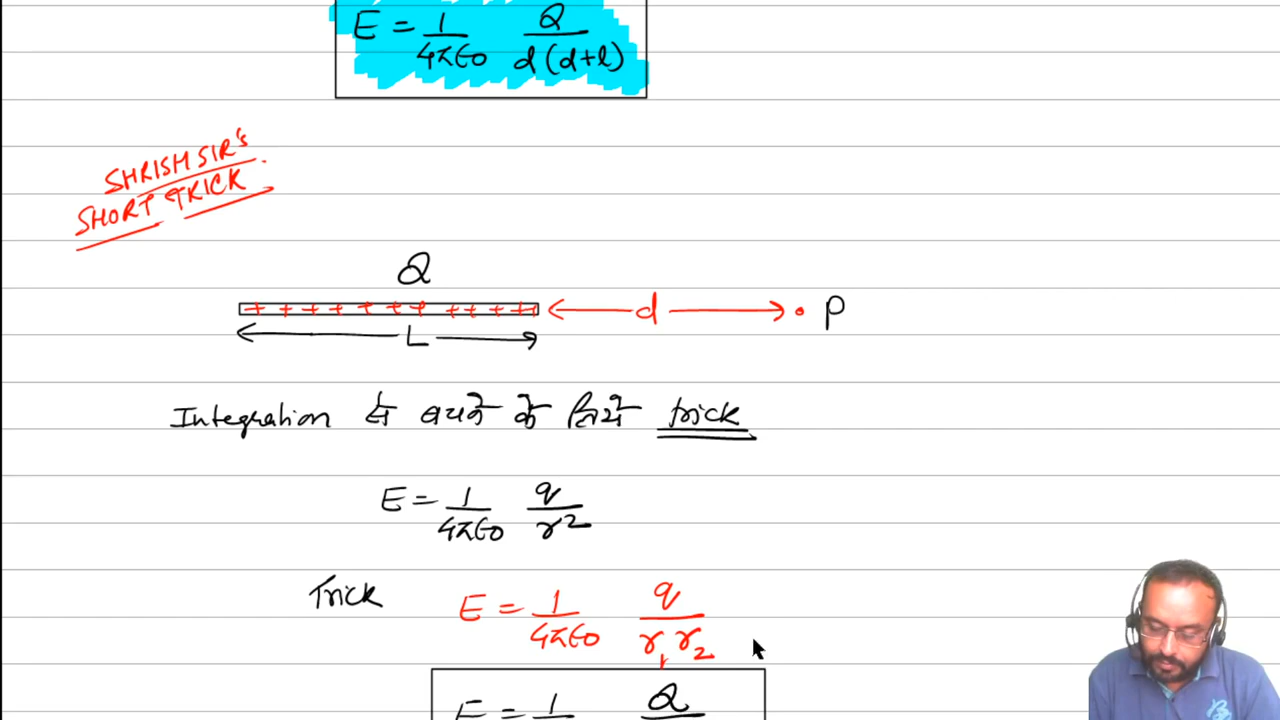 E = 1/4πϵ0 Q/d(d+l)
SHRISH SIR's
SHORT TRICK
Q
d P
L
Integration से बचने के लिये trick
E = 1/4πϵ0 q/r²
Trick E = 1/4πϵ0 q/r₁r₂
E = 1 Q